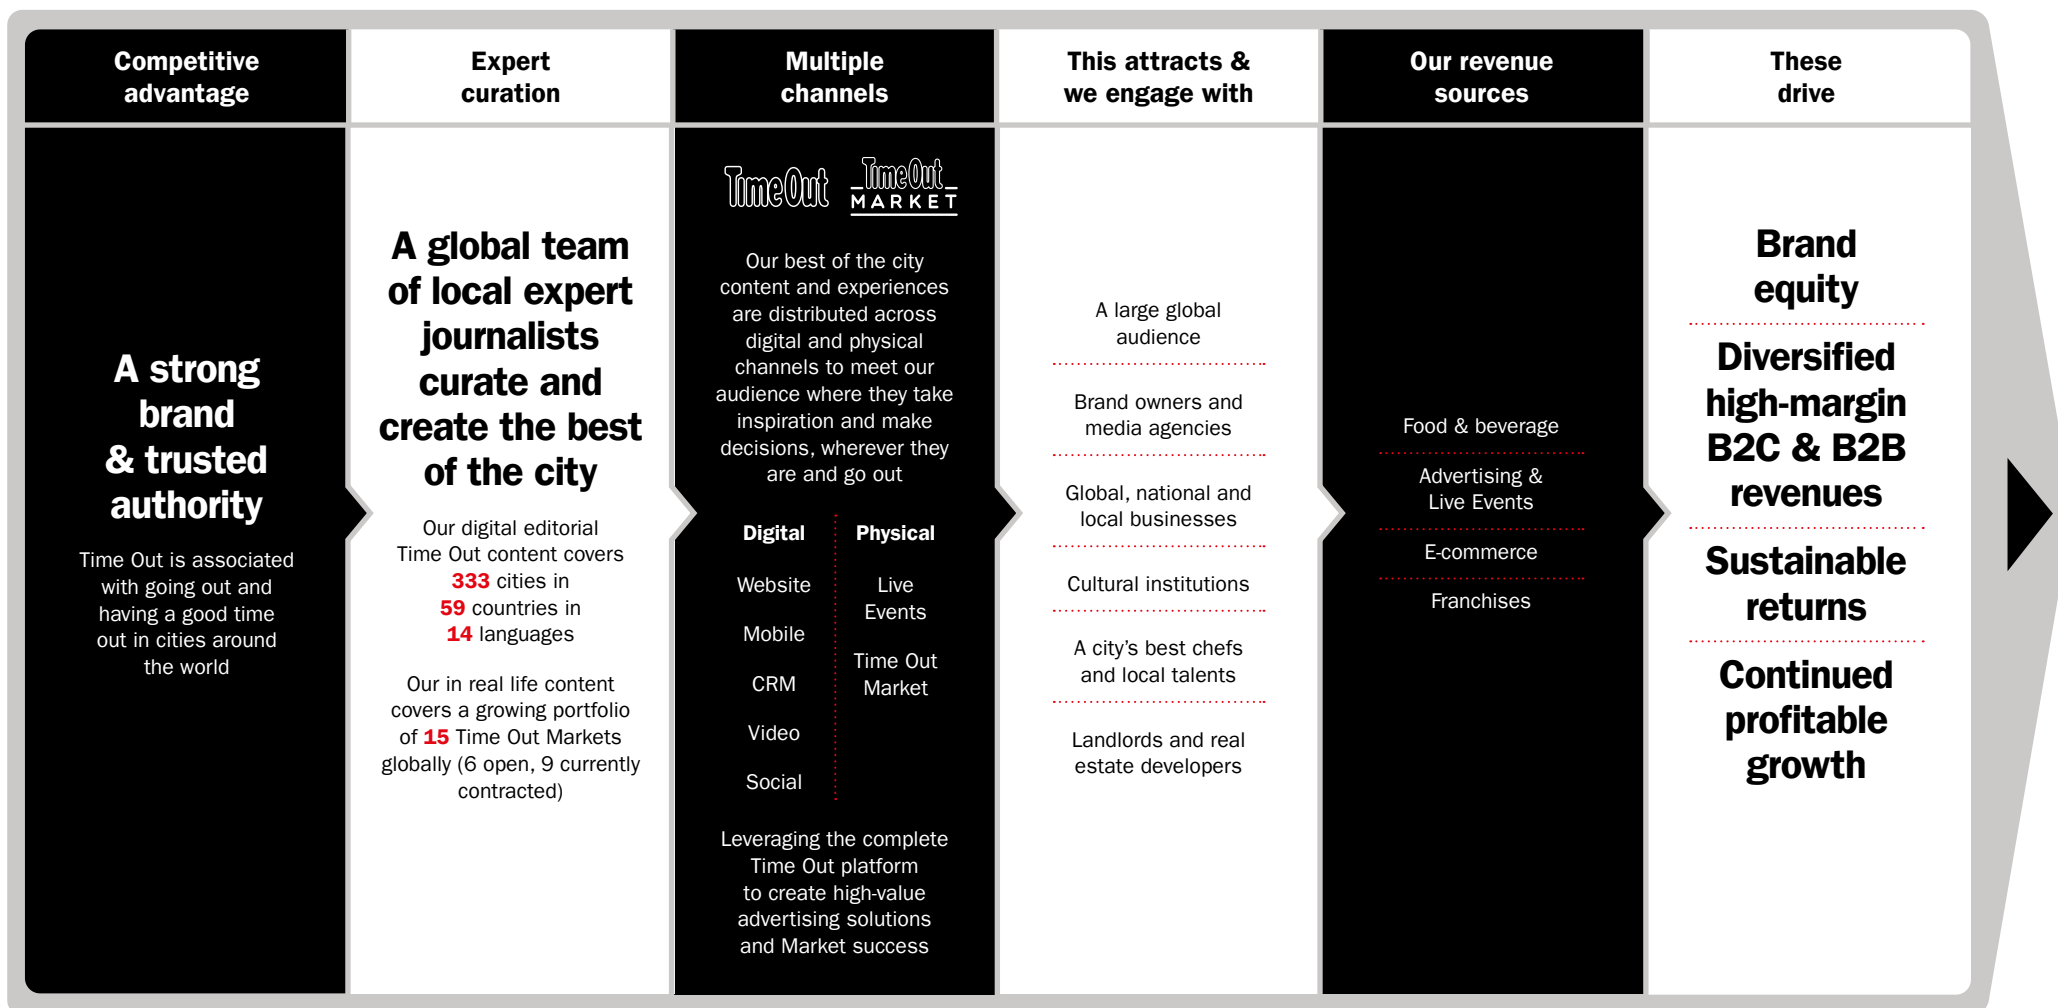 Competitive
advantage
A strong
brand
& trusted
authority
Time Out is associated
with going out and
having a good time
out in cities around
the world
Expert
curation
A global team
of local expert
journalists
curate and
create the best
of the city
Our digital editorial
Time Out content covers
333 cities in
59 countries in
14 languages
Our in real life content
covers a growing portfolio
of 15 Time Out Markets
globally (6 open, 9 currently
contracted)
Multiple
channels
Time Out
Time Out
MARKET
Our best of the city
content and experiences
are distributed across
digital and physical
channels to meet our
audience where they take
inspiration and make
decisions, wherever they
are and go out
Digital
Website
Mobile
CRM
Video
Social
Physical
Live
Events
Time Out
Market
Leveraging the complete
Time Out platform
to create high-value
advertising solutions
and Market success
This attracts &
we engage with
A large global
audience
Brand owners and
media agencies
Global, national and
local businesses
Cultural institutions
A city's best chefs
and local talents
Landlords and real
estate developers
Our revenue
sources
Food & beverage
Advertising &
Live Events
E-commerce
Franchises
These
drive
Brand
equity
Diversified
high-margin
B2C & B2B
revenues
Sustainable
returns
Continued
profitable
growth